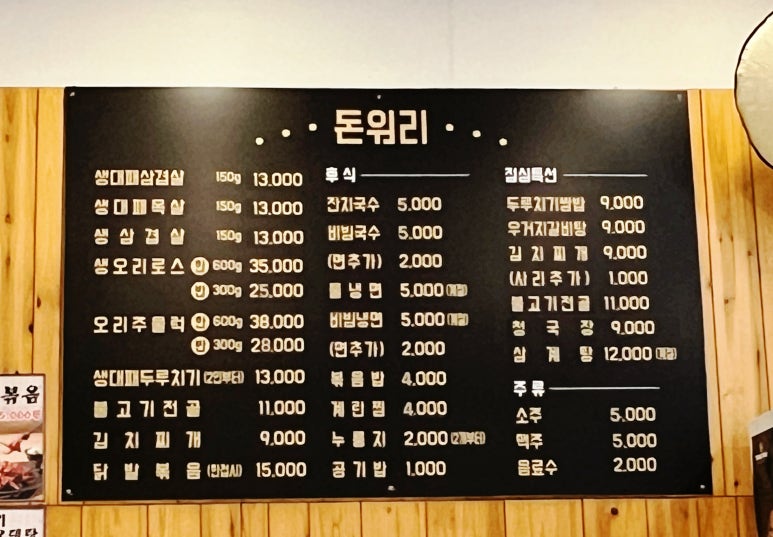 돈워리
생대패삼겹살 150g 13.000
생대패목살 150g 13.000
생삼겹살 150g 13.000
생오리로스 600g 35.000
300g 25.000
오리주물럭 600g 38.000
300g 28.000
생대패두루치기 (2인부터) 13.000
불고기전골 11.000
김치찌개 9.000
닭발볶음 (한접시) 15.000
후식
잔치국수 5.000
비빔국수 5.000
(면추가) 2.000
물냉면 5.000
비빔냉면 5.000
(면추가) 2.000
볶음밥 4.000
계란찜 4.000
누룽지 2.000
공기밥 1.000
점심특선
두루치기쌈밥 9.000
우거지갈비탕 9.000
김치찌개 9.000
(사리추가) 1.000
불고기전골 11.000
청국장 9.000
삼계탕 12.000
주류
소주 5.000
맥주 5.000
음료수 2.000
볶음